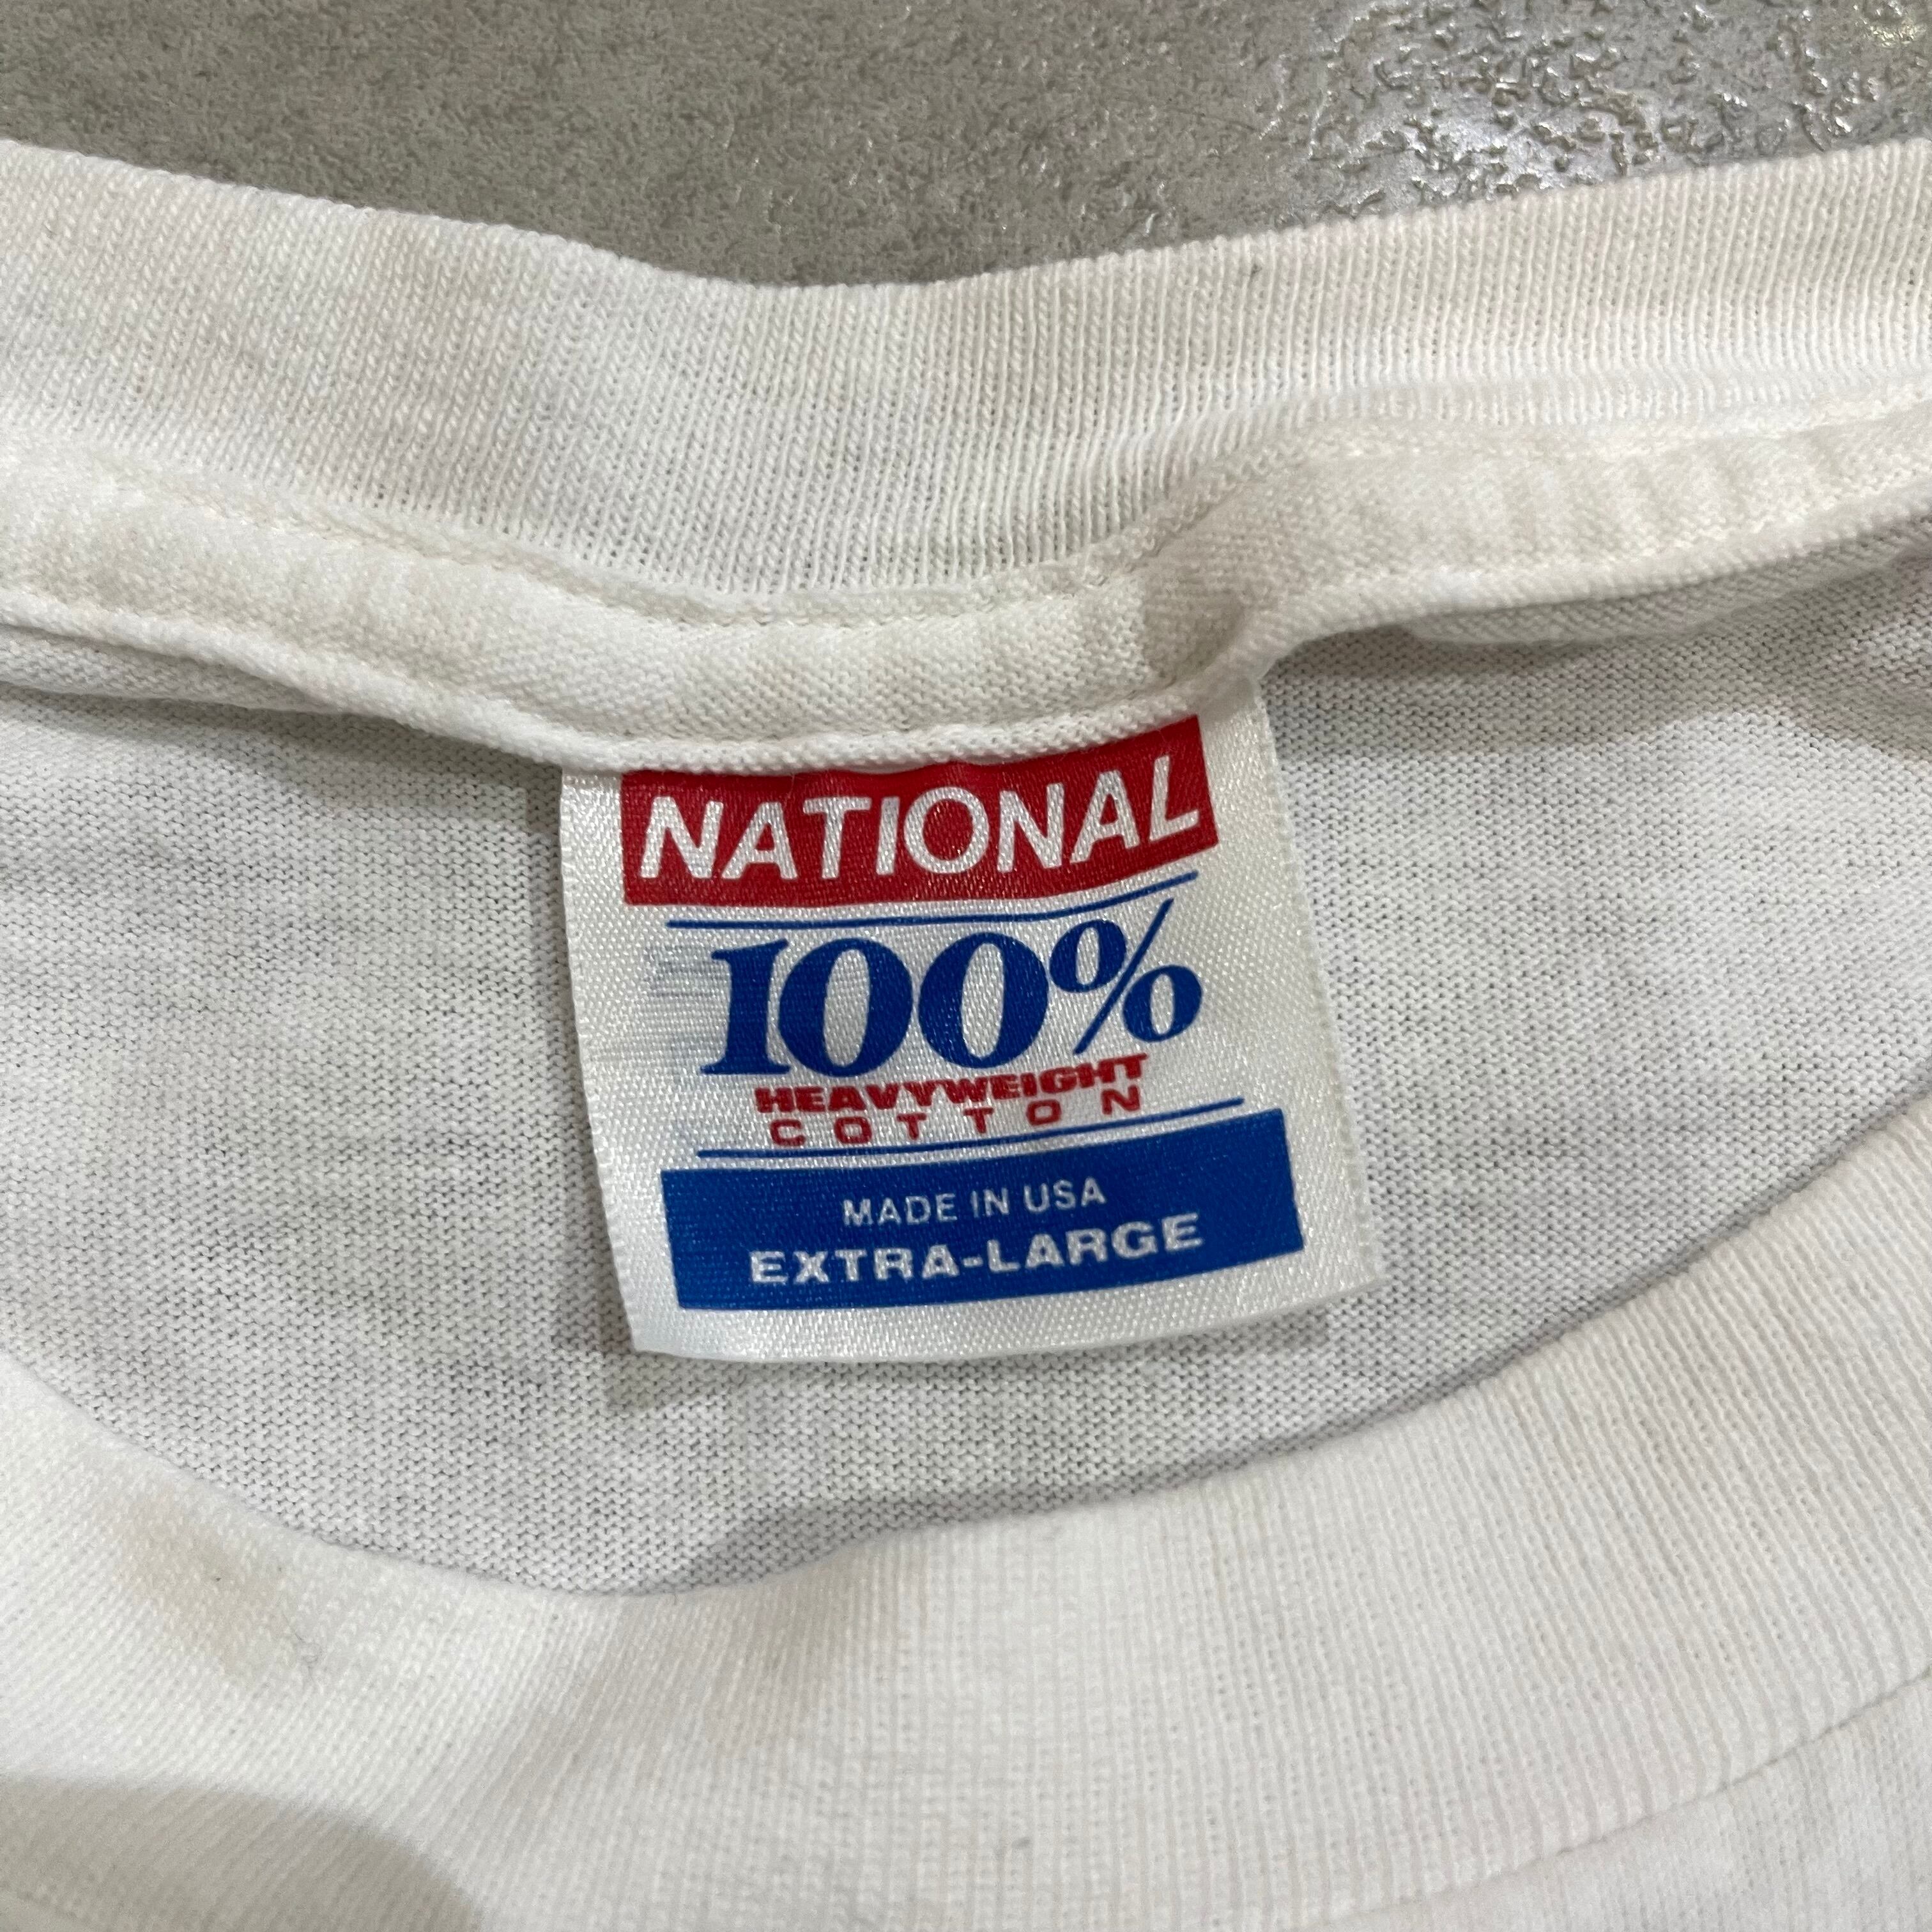 NATIONAL
100%
HEAVYWEIGHT
COTTON
MADE IN USA
EXTRA-LARGE